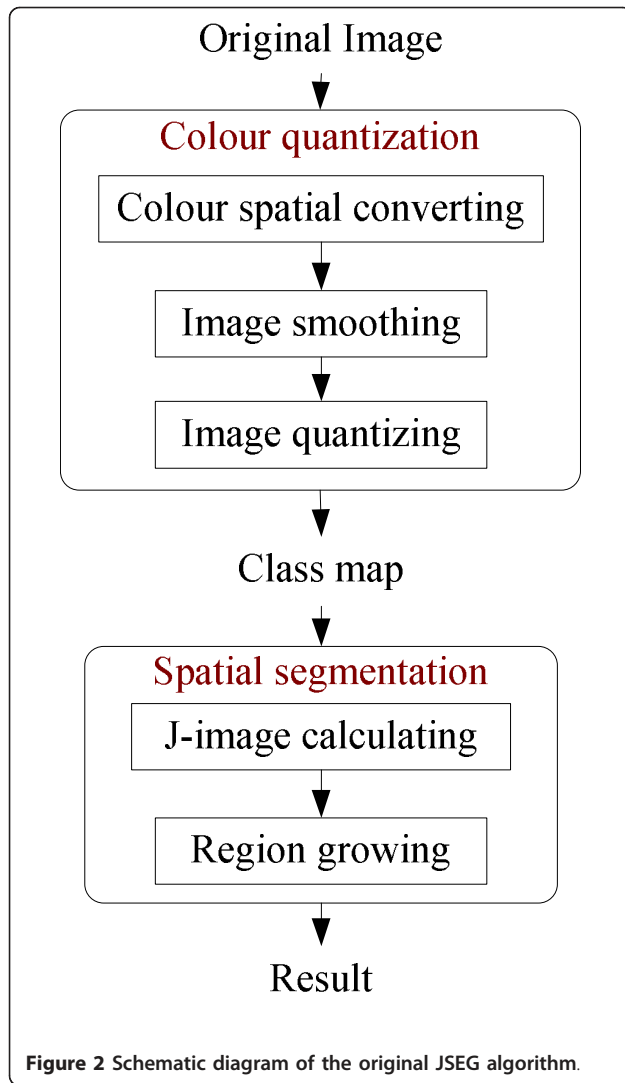 Original Image
Colour quantization
Colour spatial converting
Image smoothing
Image quantizing
Class map
Spatial segmentation
J-image calculating
Region growing
Result
Figure 2 Schematic diagram of the original JSEG algorithm.